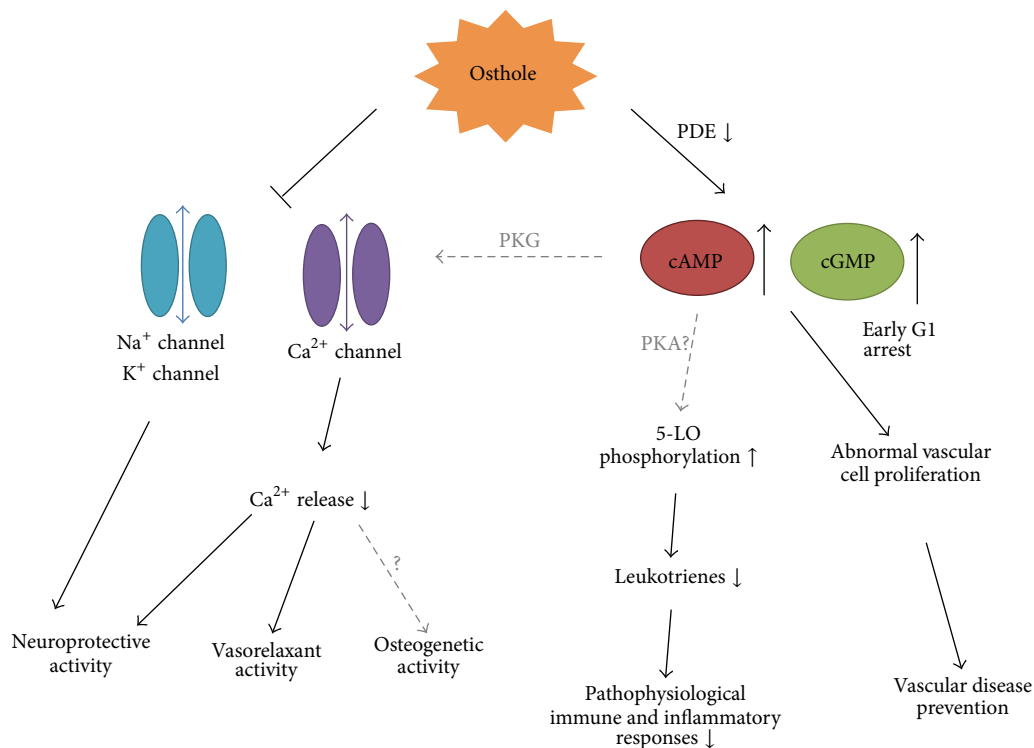 Osthole
PDE ↓
PKG
cAMP
cGMP
Na⁺ channel
K⁺ channel
Ca²⁺ channel
Early G1
arrest
PKA?
5-LO
phosphorylation ↑
Abnormal vascular
cell proliferation
Ca²⁺ release ↓
?
Leukotrienes ↓
Neuroprotective
activity
Vasorelaxant
activity
Osteogenetic
activity
Pathophysiological
immune and inflammatory
responses ↓
Vascular disease
prevention